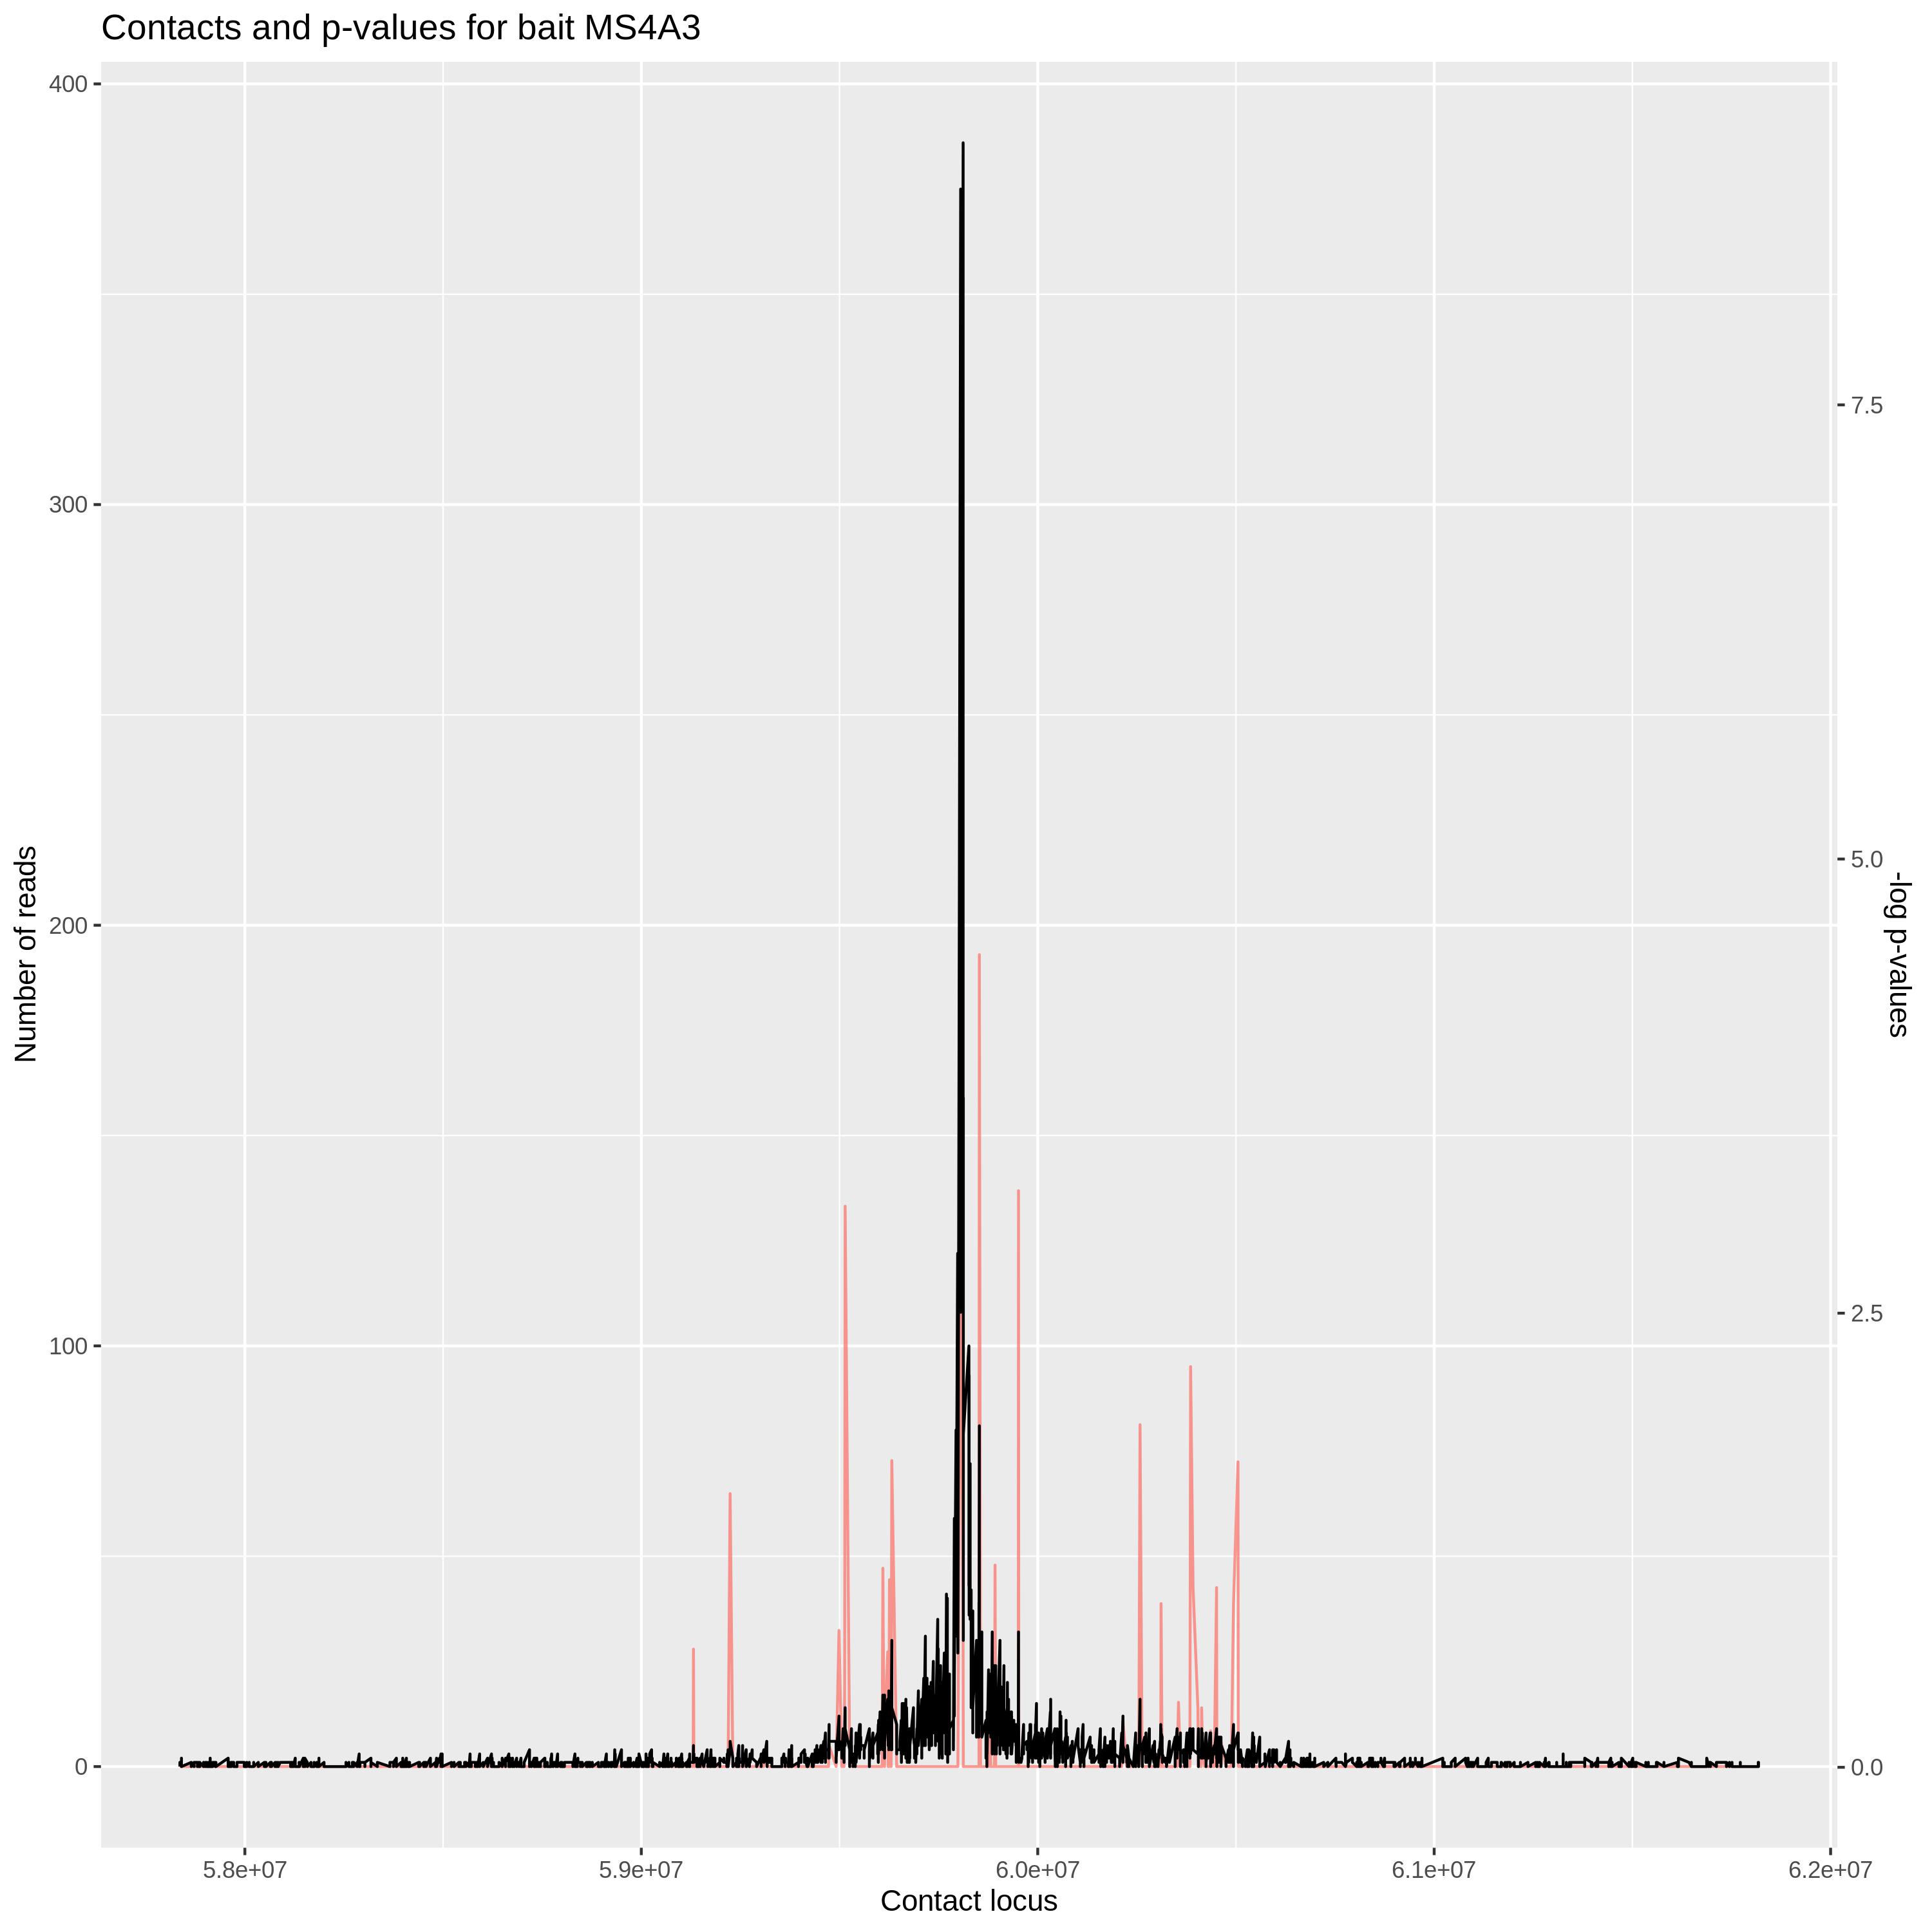 Contacts and p-values for bait MS4A3
400
300
200
100
0
Number of reads
7.5
5.0
2.5
0.0
-log p-values
5.8e+07
5.9e+07
6.0e+07
6.1e+07
6.2e+07
Contact locus